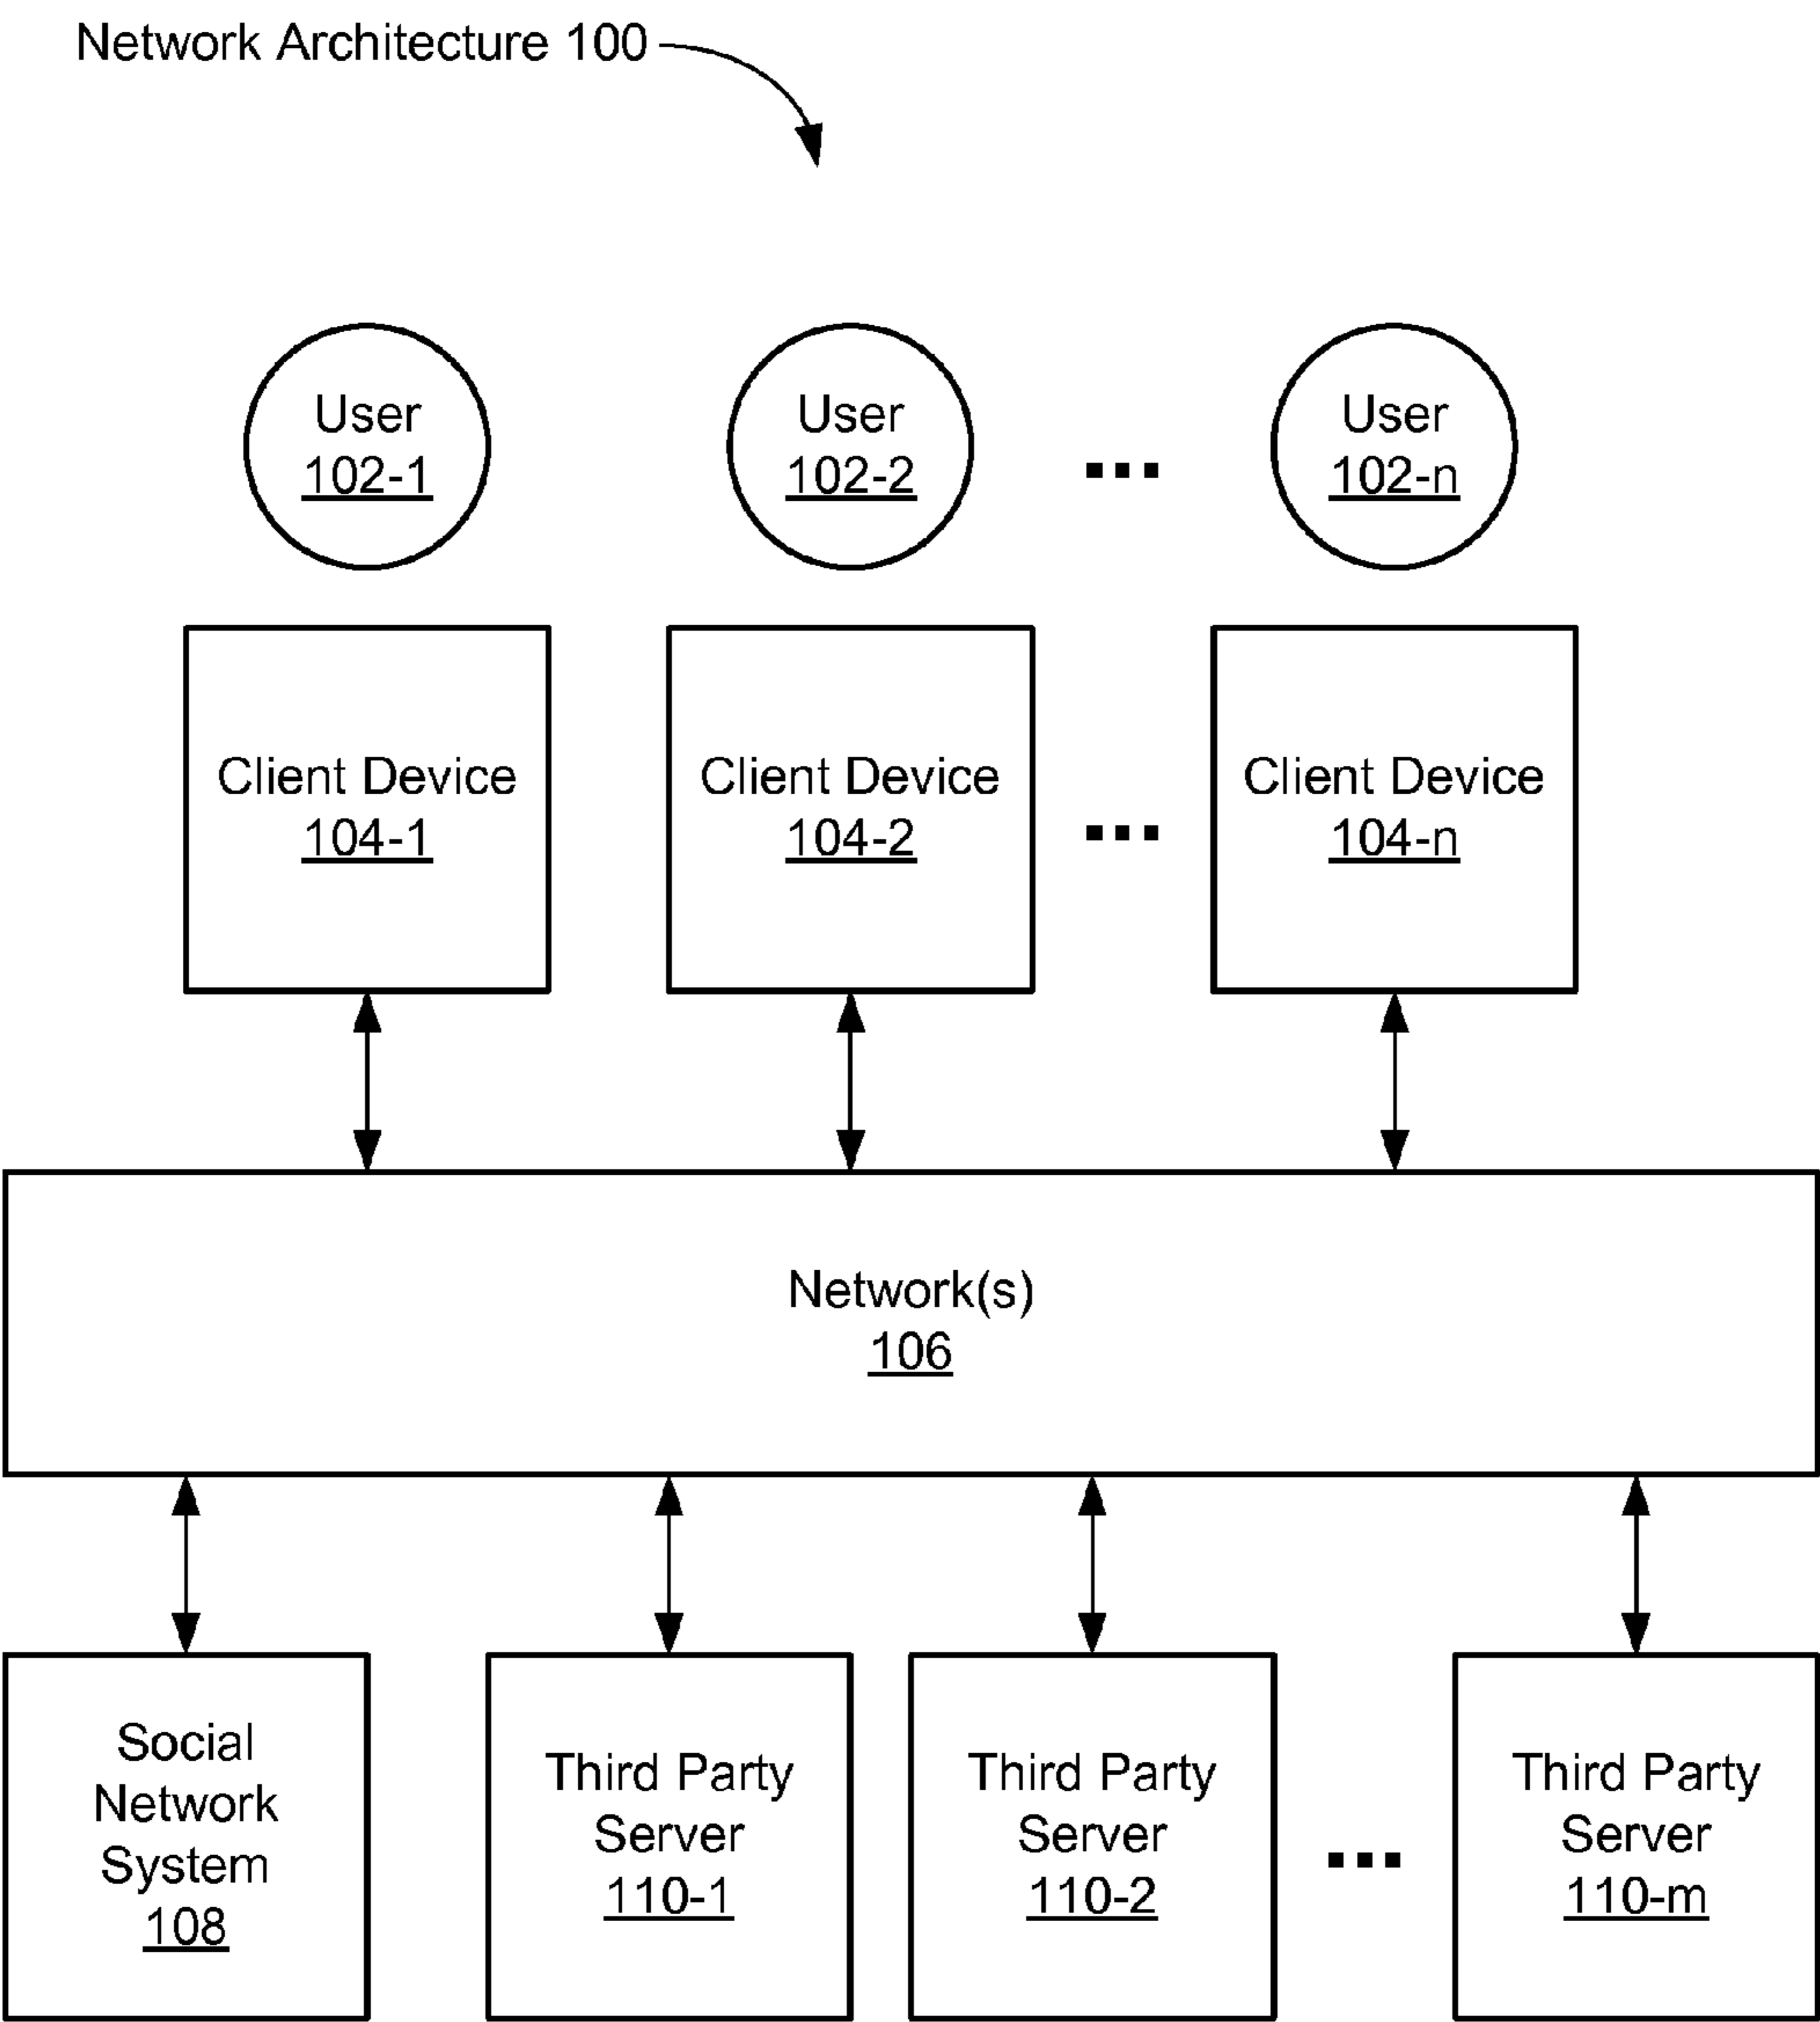 Network Architecture 100
User
102-1
User
102-2
...
User
102-n
Client Device
104-1
Client Device
104-2
...
Client Device
104-n
Network(s)
106
Social
Network
System
108
Third Party
Server
110-1
Third Party
Server
110-2
...
Third Party
Server
110-m